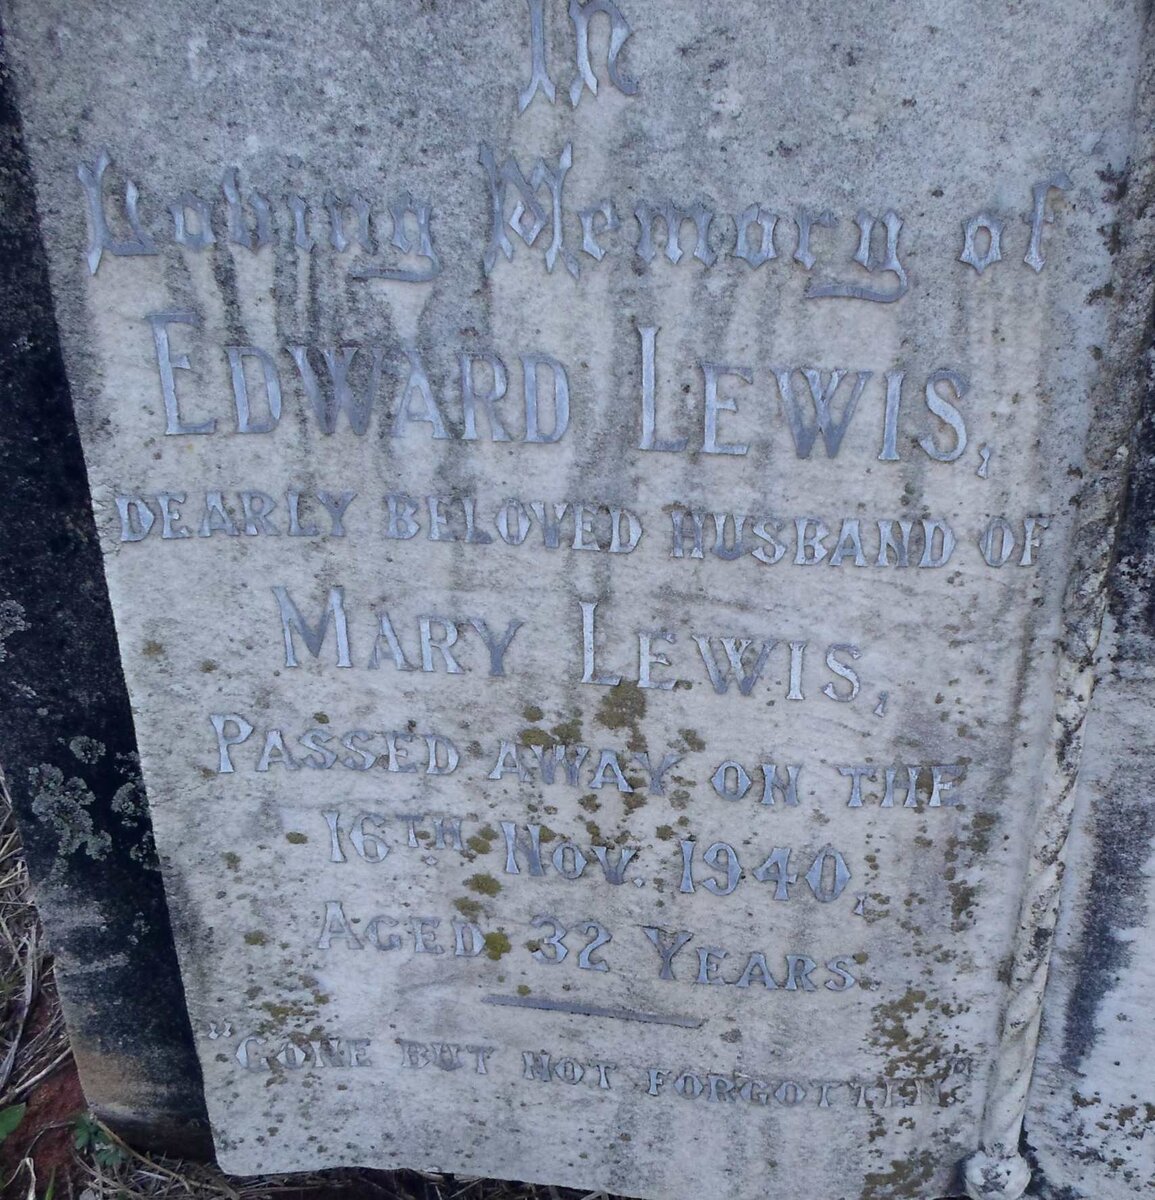 In
Loving Memory of
EDWARD LEWIS,
DEARLY BELOVED HUSBAND OF
MARY LEWIS,
PASSED AWAY ON THE
16TH NOV. 1940,
AGED 32 YEARS.
"GONE BUT NOT FORGOTTEN"